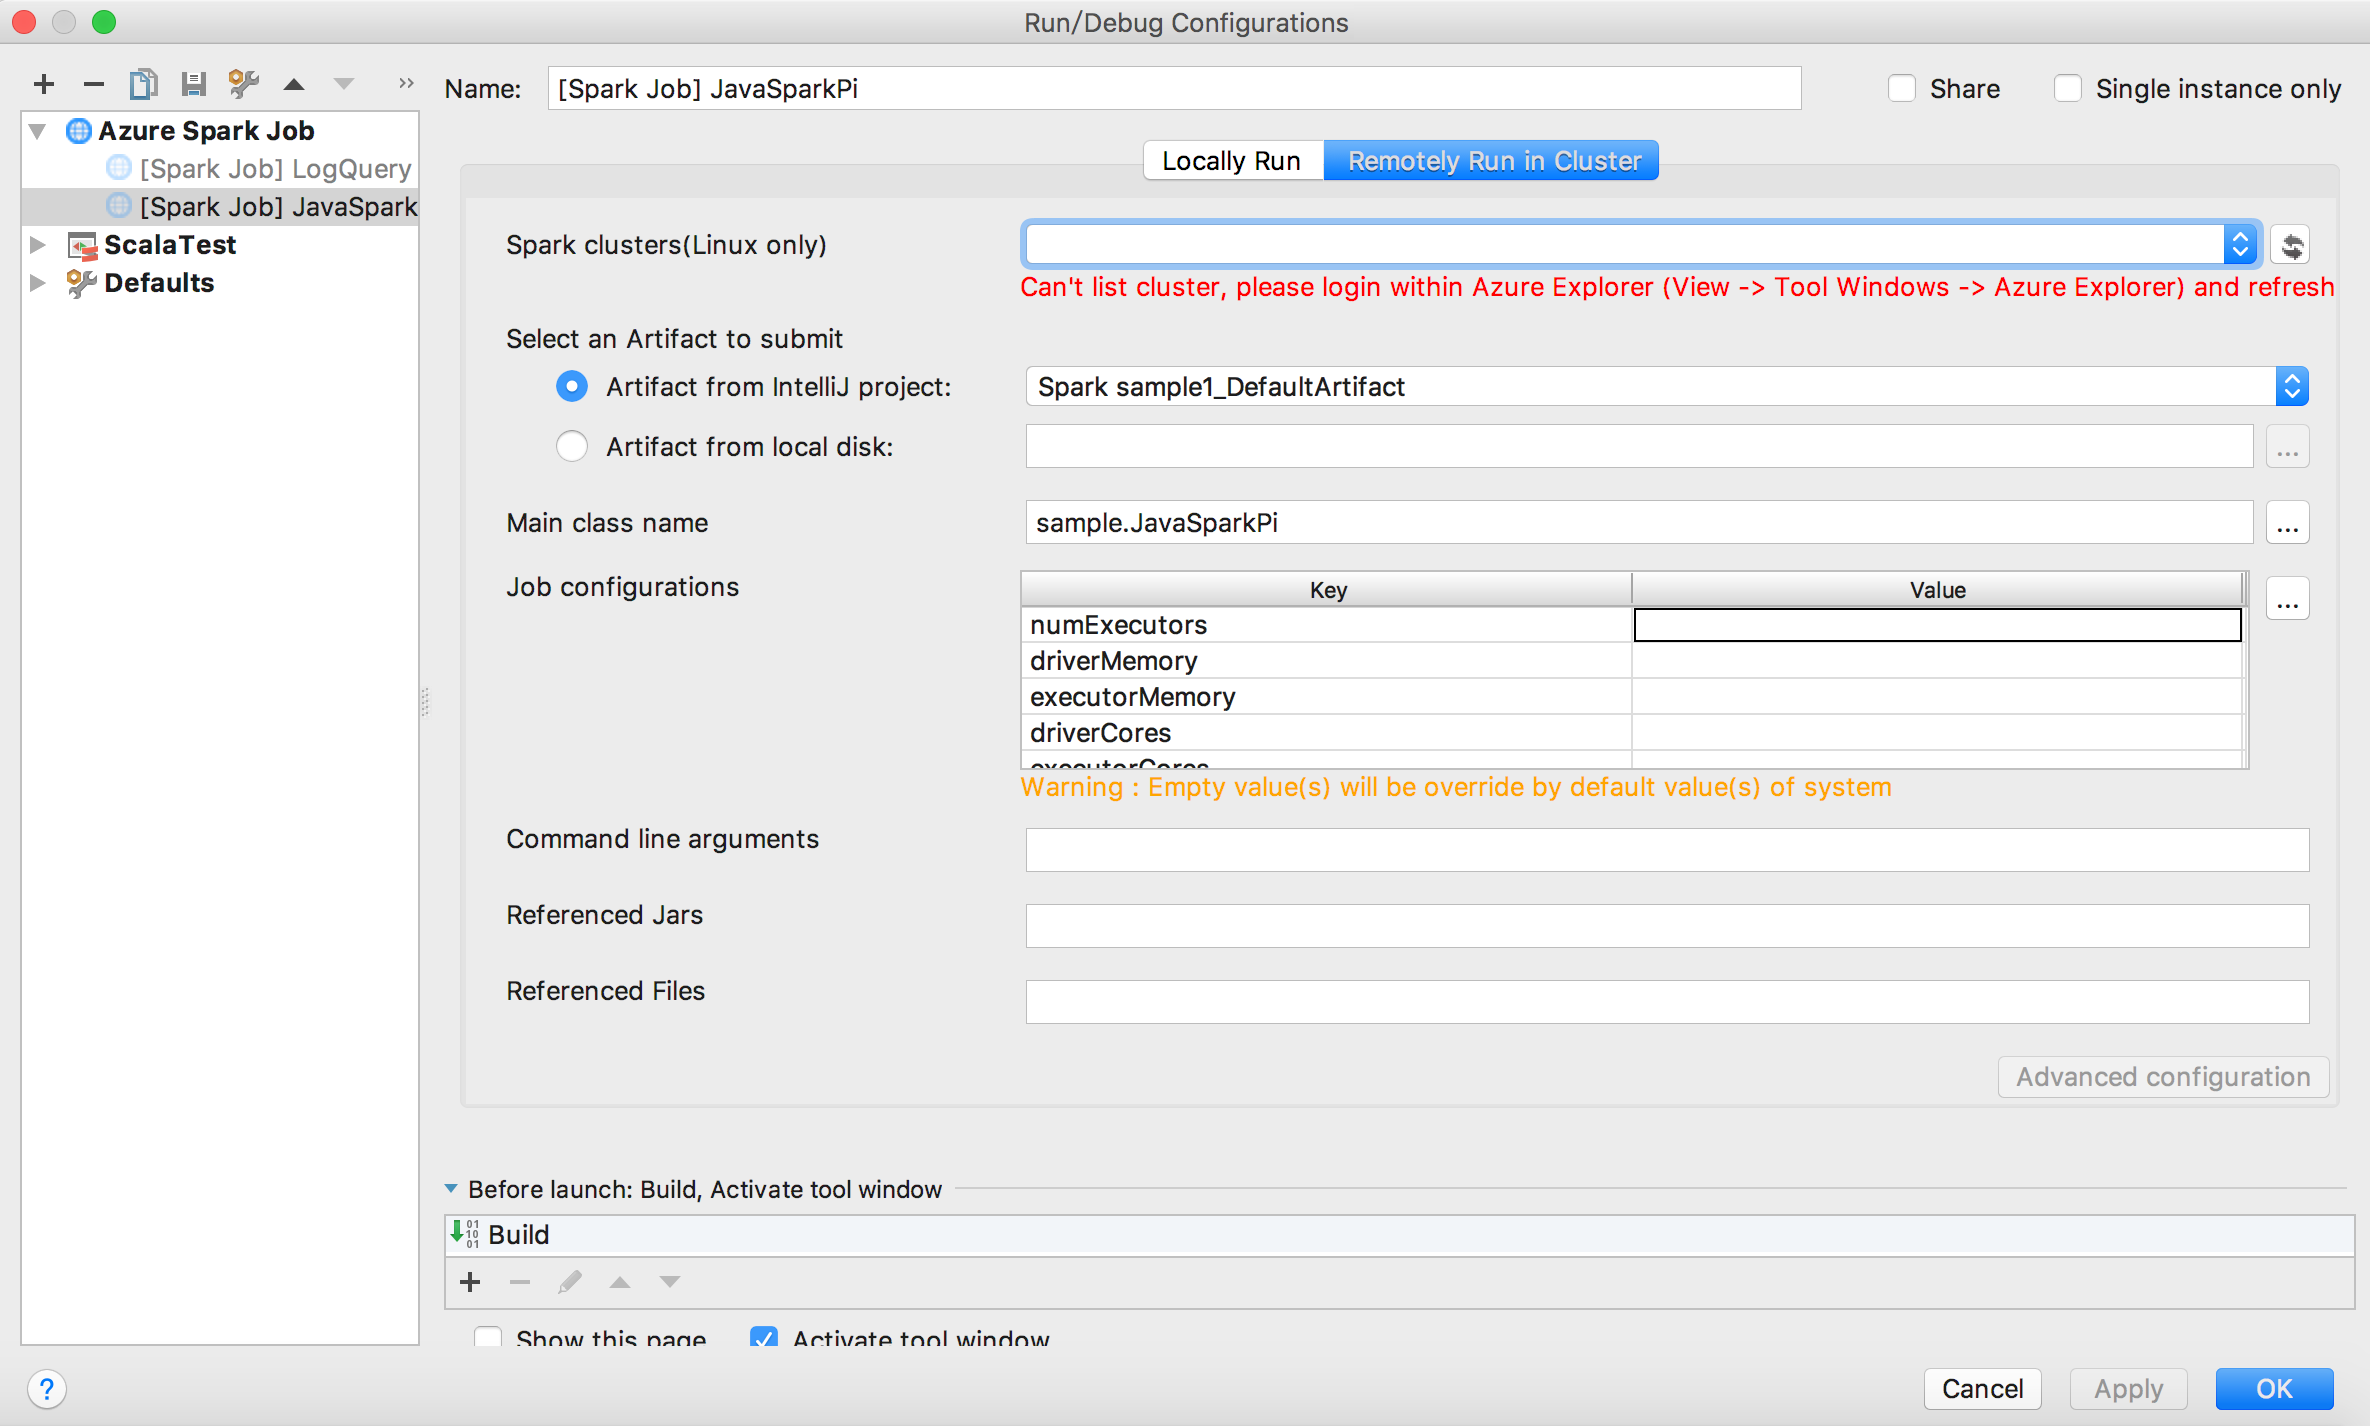 Run/Debug Configurations
Name: [Spark Job] JavaSparkPi
Share
Single instance only
Azure Spark Job
[Spark Job] LogQuery
[Spark Job] JavaSpark
ScalaTest
Defaults
Locally Run
Remotely Run in Cluster
Spark clusters(Linux only)
Can't list cluster, please login within Azure Explorer (View -> Tool Windows -> Azure Explorer) and refresh
Select an Artifact to submit
Artifact from IntelliJ project: Spark sample1_DefaultArtifact
Artifact from local disk:
...
Main class name sample.JavaSparkPi
...
Job configurations
Key Value
...
numExecutors
driverMemory
executorMemory
driverCores
executorCores
Warning : Empty value(s) will be override by default value(s) of system
Command line arguments
Referenced Jars
Referenced Files
Advanced configuration
Before launch: Build, Activate tool window
Build
Show this page
Activate tool window
?
Cancel
Apply
OK